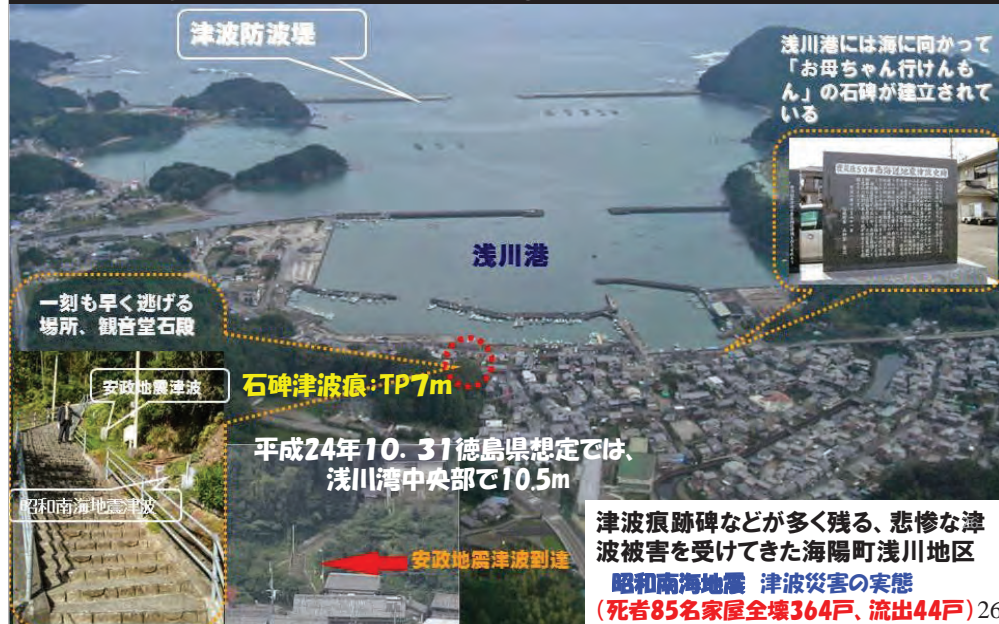 津波防波堤
浅川港には海に向かって
「お母ちゃん行けんも
ん」の石碑が建立されて
いる
浅川港
一刻も早く逃げる
場所、観音堂石段
安政地震津波
石碑津波痕:TP7m
平成24年10.31徳島県想定では、
浅川湾中央部で10.5m
昭和南海地震津波
安政地震津波到達
津波痕跡碑などが多く残る、悲惨な津
波被害を受けてきた海陽町浅川地区
昭和南海地震 津波災害の実態
(死者85名家屋全壊364戸、流出44戸)26